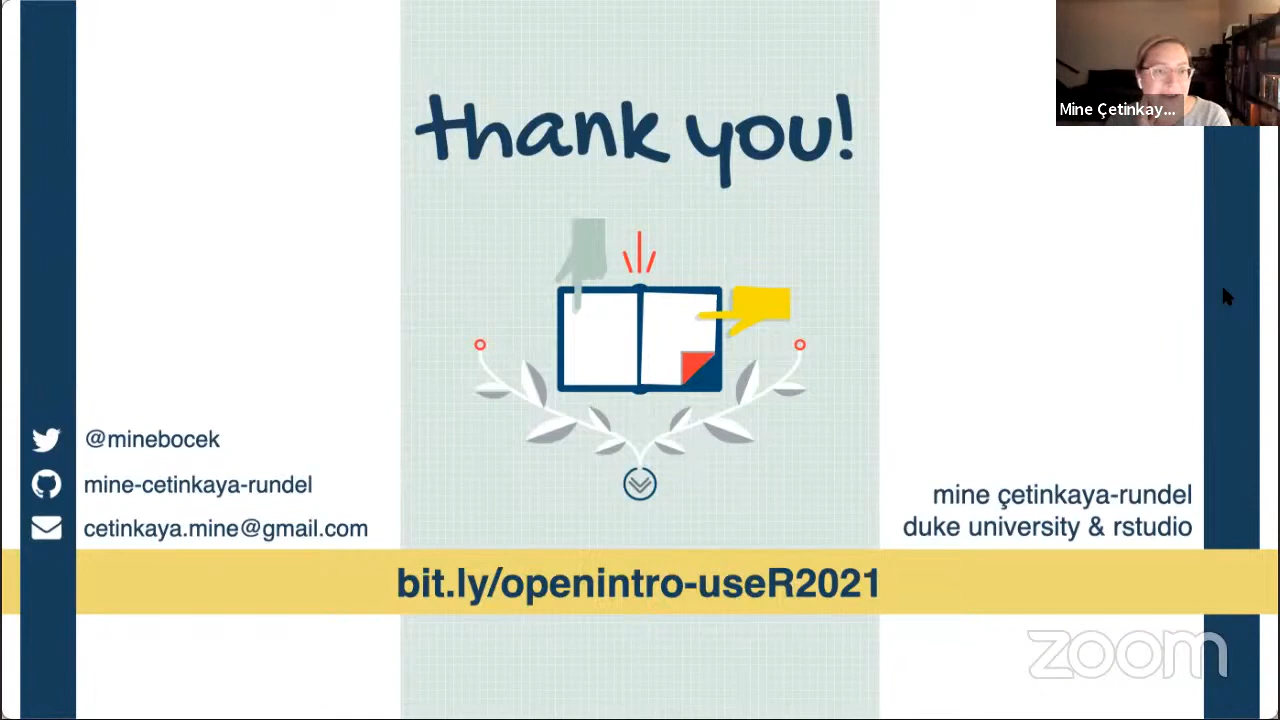 thank you!
Mine Çetinkay...
@minebocek
mine-cetinkaya-rundel
cetinkaya.mine@gmail.com
mine çetinkaya-rundel
duke university & rstudio
bit.ly/openintro-useR2021
zoom